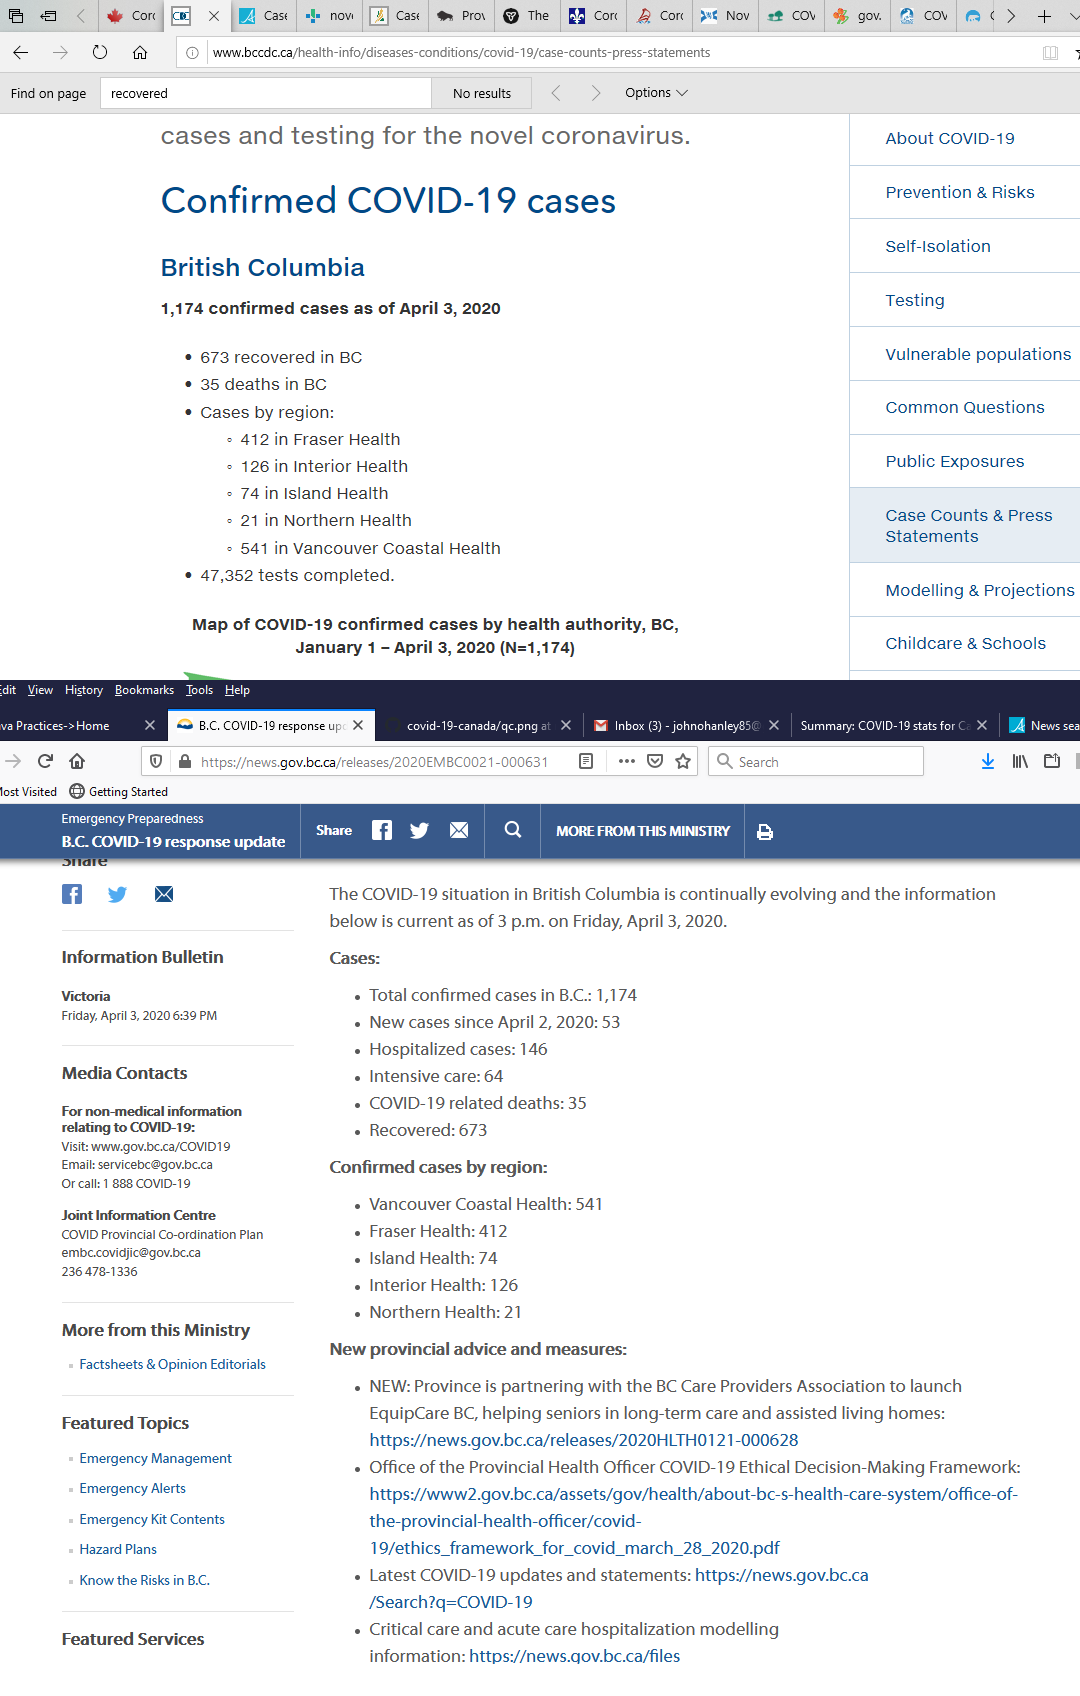 Corc
Case
nov
Case
Prov
The
Corc
Corc
Nov
COV
gov.
COV
www.bccdc.ca/health-info/diseases-conditions/covid-19/case-counts-press-statements
Find on page
recovered
No results
Options
cases and testing for the novel coronavirus.
Confirmed COVID-19 cases
British Columbia
1,174 confirmed cases as of April 3, 2020
• 673 recovered in BC
• 35 deaths in BC
• Cases by region:
◦ 412 in Fraser Health
◦ 126 in Interior Health
◦ 74 in Island Health
◦ 21 in Northern Health
◦ 541 in Vancouver Coastal Health
• 47,352 tests completed.
Map of COVID-19 confirmed cases by health authority, BC,
January 1 – April 3, 2020 (N=1,174)
About COVID-19
Prevention & Risks
Self-Isolation
Testing
Vulnerable populations
Common Questions
Public Exposures
Case Counts & Press
Statements
Modelling & Projections
Childcare & Schools
dit View History Bookmarks Tools Help
va Practices->Home
B.C. COVID-19 response upc
covid-19-canada/qc.png at
Inbox (3) - johnohanley85@
Summary: COVID-19 stats for Ca
News sea
https://news.gov.bc.ca/releases/2020EMBC0021-000631
Search
Most Visited
Getting Started
Emergency Preparedness
B.C. COVID-19 response update
Share
MORE FROM THIS MINISTRY
Share
Information Bulletin
Victoria
Friday, April 3, 2020 6:39 PM
Media Contacts
For non-medical information
relating to COVID-19:
Visit: www.gov.bc.ca/COVID19
Email: servicebc@gov.bc.ca
Or call: 1 888 COVID-19
Joint Information Centre
COVID Provincial Co-ordination Plan
embc.covidjic@gov.bc.ca
236 478-1336
More from this Ministry
Factsheets & Opinion Editorials
Featured Topics
Emergency Management
Emergency Alerts
Emergency Kit Contents
Hazard Plans
Know the Risks in B.C.
Featured Services
The COVID-19 situation in British Columbia is continually evolving and the information
below is current as of 3 p.m. on Friday, April 3, 2020.
Cases:
• Total confirmed cases in B.C.: 1,174
• New cases since April 2, 2020: 53
• Hospitalized cases: 146
• Intensive care: 64
• COVID-19 related deaths: 35
• Recovered: 673
Confirmed cases by region:
• Vancouver Coastal Health: 541
• Fraser Health: 412
• Island Health: 74
• Interior Health: 126
• Northern Health: 21
New provincial advice and measures:
• NEW: Province is partnering with the BC Care Providers Association to launch
EquipCare BC, helping seniors in long-term care and assisted living homes:
https://news.gov.bc.ca/releases/2020HLTH0121-000628
• Office of the Provincial Health Officer COVID-19 Ethical Decision-Making Framework:
https://www2.gov.bc.ca/assets/gov/health/about-bc-s-health-care-system/office-of-
the-provincial-health-officer/covid-
19/ethics_framework_for_covid_march_28_2020.pdf
• Latest COVID-19 updates and statements: https://news.gov.bc.ca
/Search?q=COVID-19
• Critical care and acute care hospitalization modelling
information: https://news.gov.bc.ca/files